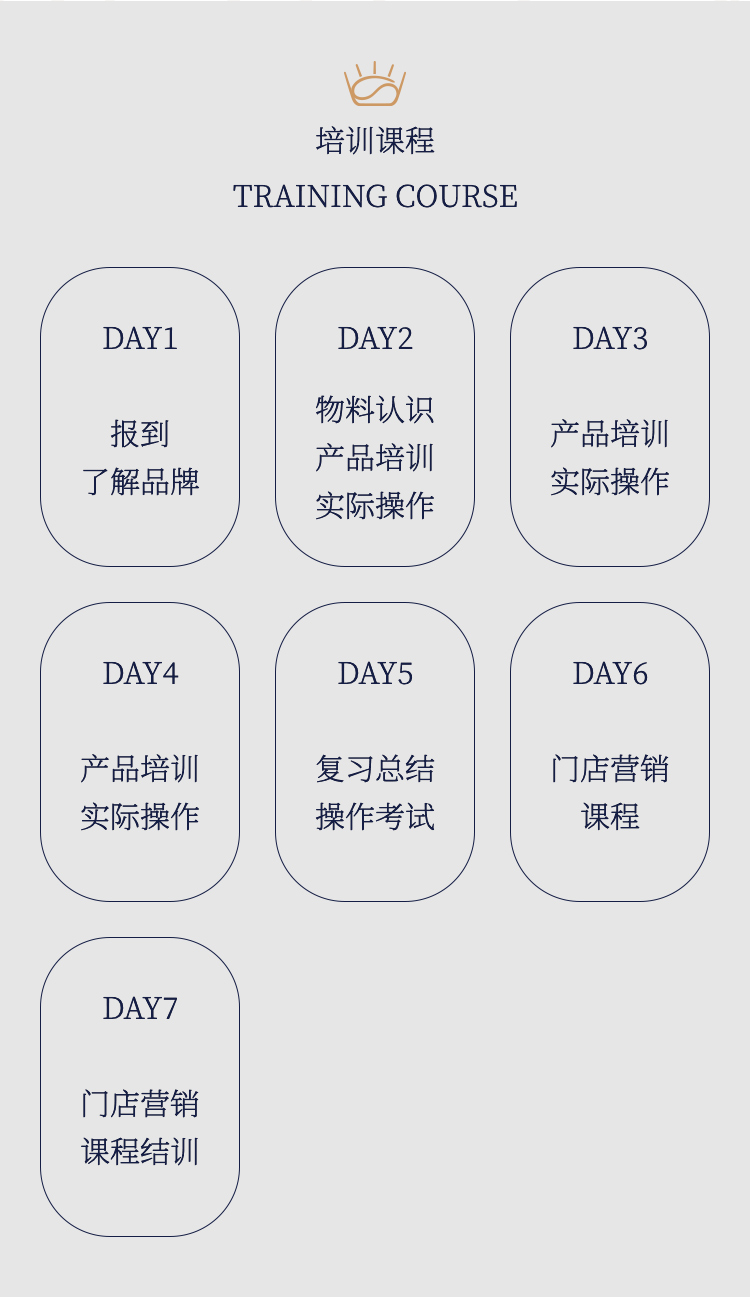 培训课程
TRAINING COURSE
DAY1
报到
了解品牌
DAY2
物料认识
产品培训
实际操作
DAY3
产品培训
实际操作
DAY4
产品培训
实际操作
DAY5
复习总结
操作考试
DAY6
门店营销
课程
DAY7
门店营销
课程结训